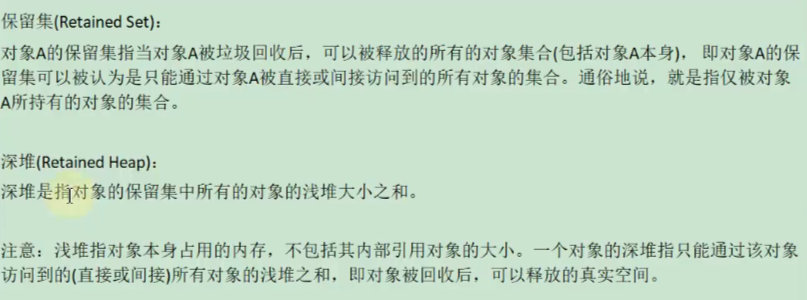 保留集(Retained Set)：
对象A的保留集指当对象A被垃圾回收后，可以被释放的所有的对象集合(包括对象A本身)， 即对象A的保
留集可以被认为是只能通过对象A被直接或间接访问到的所有对象的集合。通俗地说，就是指仅被对象
A所持有的对象的集合。
深堆(Retained Heap)：
深堆是指对象的保留集中所有的对象的浅堆大小之和。
注意：浅堆指对象本身占用的内存，不包括其内部引用对象的大小。一个对象的深堆指只能通过该对象
访问到的(直接或间接)所有对象的浅堆之和，即对象被回收后，可以释放的真实空间。